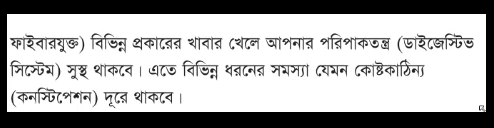 ফাইবারযুক্ত) বিভিন্ন প্রকারের খাবার খেলে আপনার পরিপাকতন্ত্র (ডাইজেস্টিভ
সিস্টেম) সুস্থ থাকবে। এতে বিভিন্ন ধরনের সমস্যা যেমন কোষ্টকাঠিন্য
(কনস্টিপেশন) দূরে থাকবে।